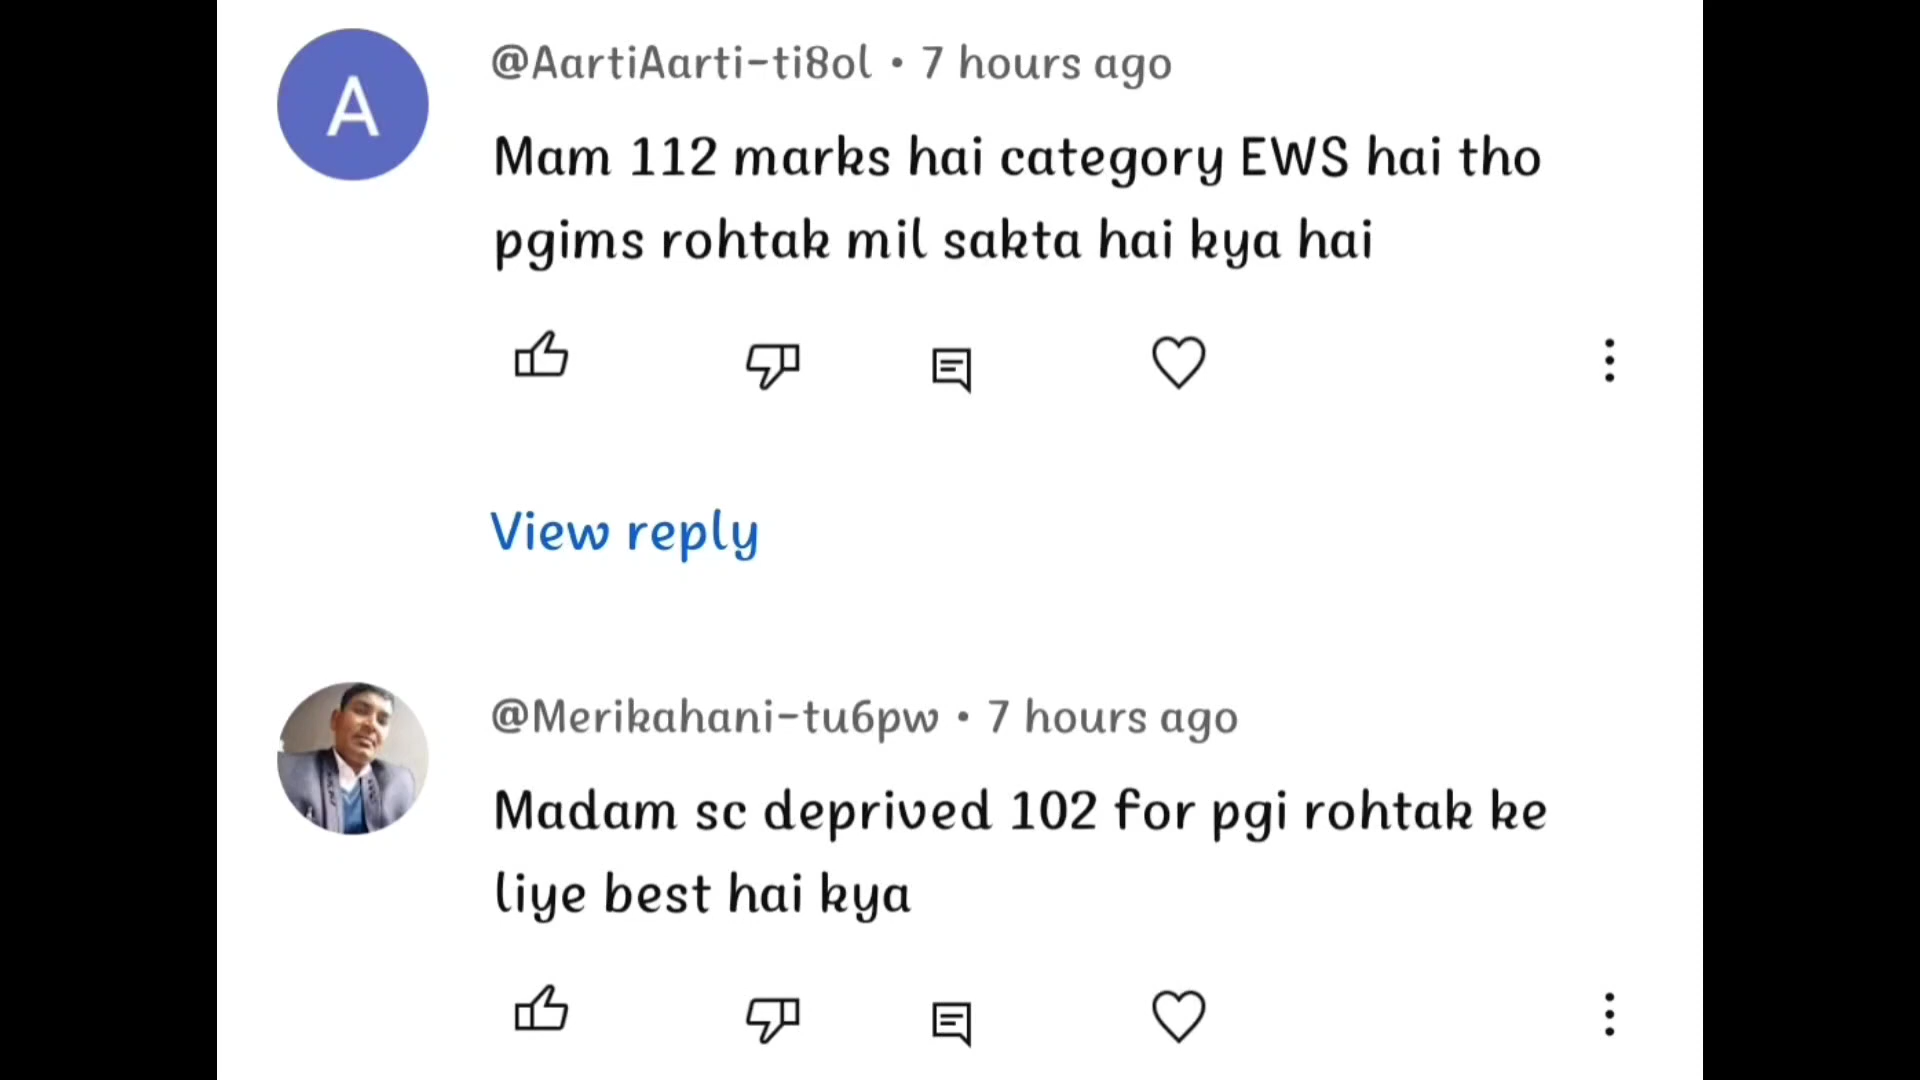 A
@AartiAarti-ti8ol • 7 hours ago
Mam 112 marks hai category EWS hai tho
pgims rohtak mil sakta hai kya hai
View reply
@Merikahani-tu6pw • 7 hours ago
Madam sc deprived 102 for pgi rohtak ke
liye best hai kya